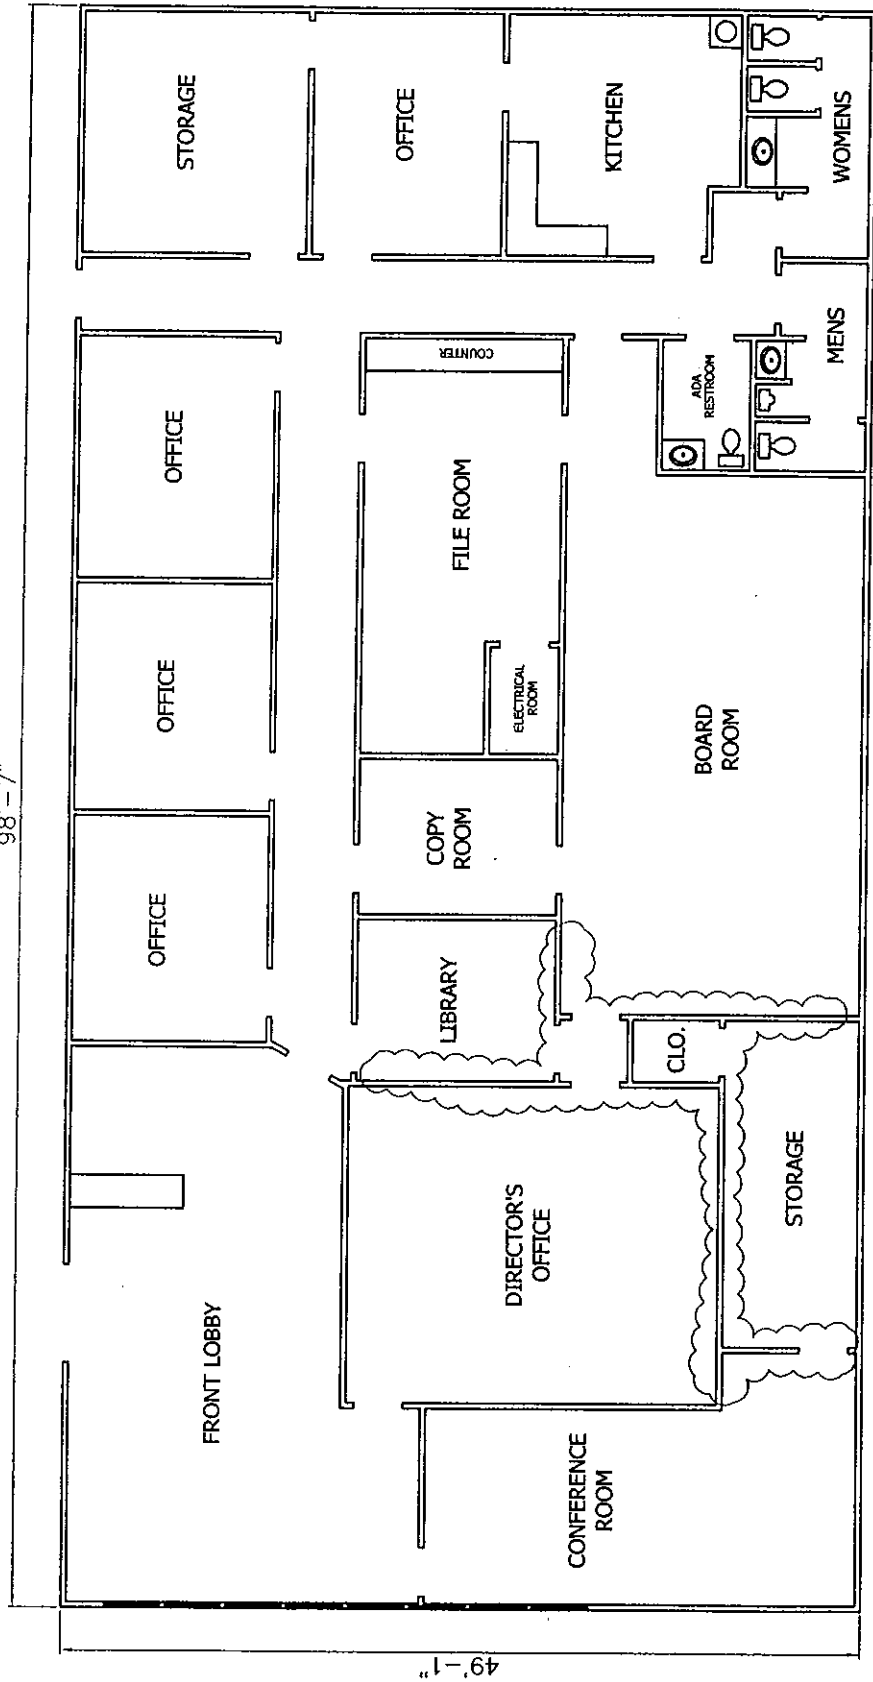 98'-7"
49'-1"
STORAGE
OFFICE
KITCHEN
WOMENS
MENS
ADA
RESTROOM
OFFICE
OFFICE
OFFICE
COUNTER
FILE ROOM
ELECTRICAL
ROOM
COPY
ROOM
LIBRARY
BOARD
ROOM
CLO.
STORAGE
DIRECTOR'S
OFFICE
FRONT LOBBY
CONFERENCE
ROOM